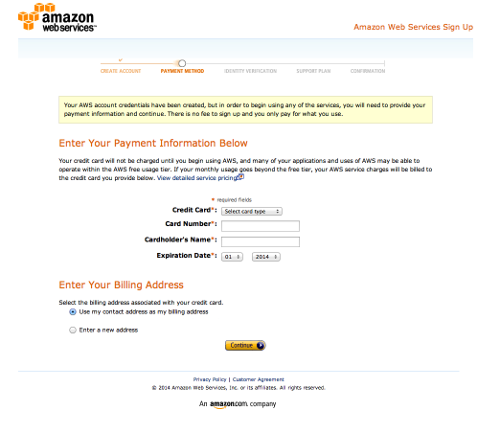 amazon
webservices™
Amazon Web Services Sign Up
CREATE ACCOUNT PAYMENT METHOD IDENTITY VERIFICATION SUPPORT PLAN CONFIRMATION
Your AWS account credentials have been created, but in order to begin using any of the services, you will need to provide your
payment information and continue. There is no fee to sign up and you only pay for what you use.
Enter Your Payment Information Below
Your credit card will not be charged until you begin using AWS, and many of your applications and uses of AWS may be able to
operate within the AWS free usage tier. If your monthly usage goes beyond the free tier, your AWS service charges will be billed to
the credit card you provide below. View detailed service pricing
* required fields
Credit Card*: Select card type
Card Number*:
Cardholder's Name*:
Expiration Date*: 01 2014
Enter Your Billing Address
Select the billing address associated with your credit card.
Use my contact address as my billing address
Enter a new address
Continue
Privacy Policy | Customer Agreement
© 2014 Amazon Web Services, Inc. or its affiliates. All rights reserved.
An amazon.com. company